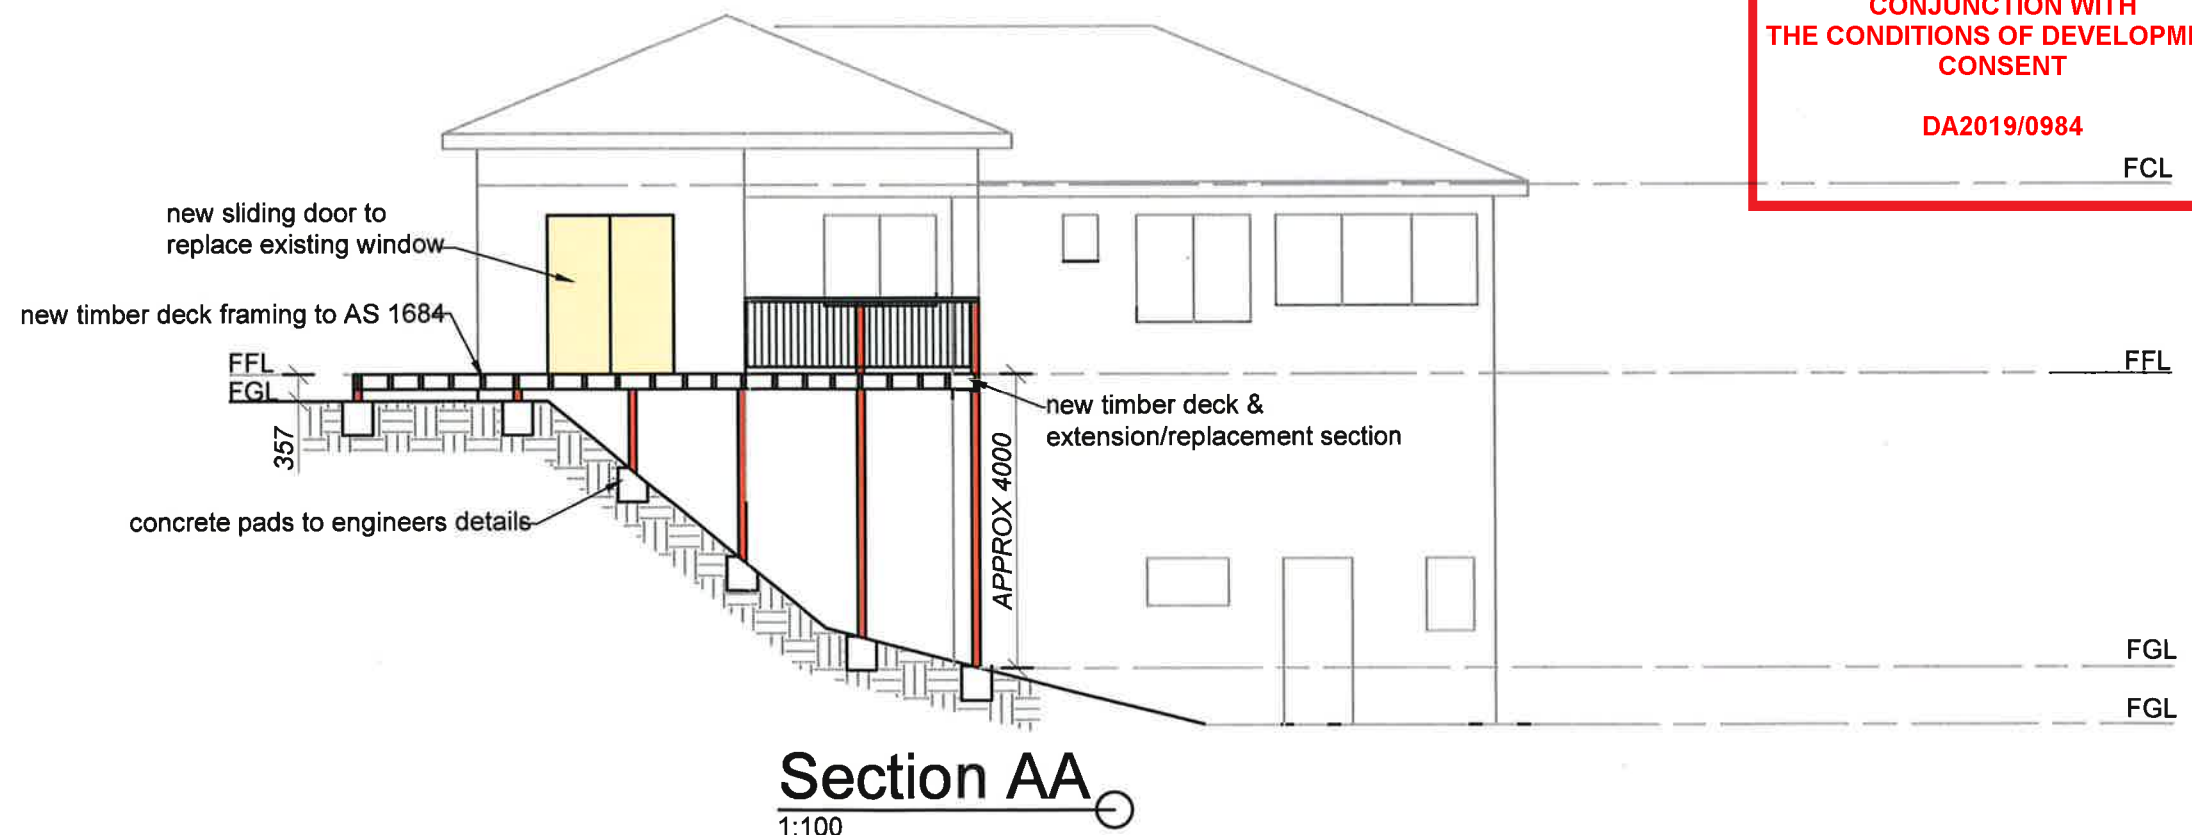 CONJUNCTION WITH
THE CONDITIONS OF
CONSENT
DA2019/0984
FCL
new sliding door to
replace existing window
new timber deck framing to AS 1684
FFL
FGL
357
FFL
new timber deck &
extension/replacement section
APPROX 4000
concrete pads to engineers details
FGL
FGL
Section AA
1:100